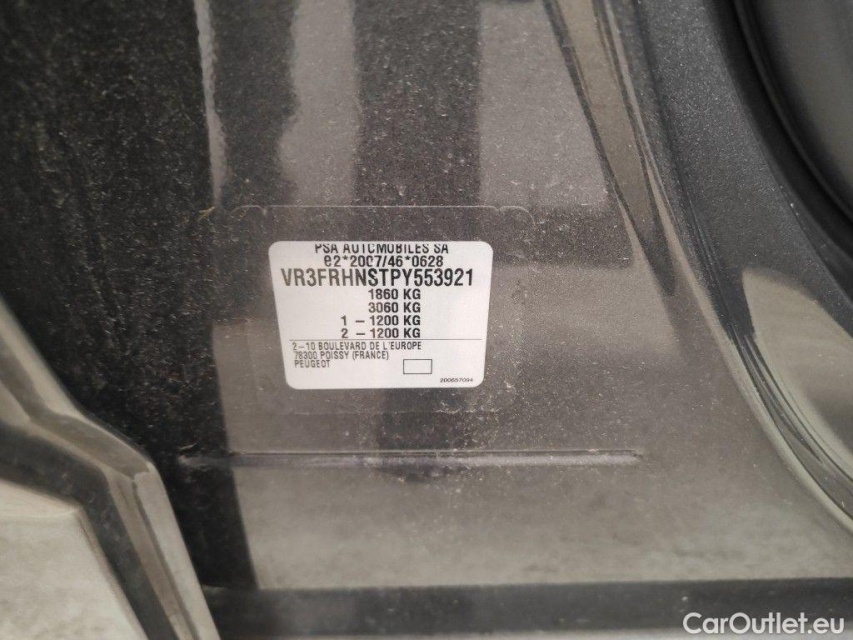 PSA AUTOMOBILES SA
e2*2007/46*0628
VR3FRHNSTPY553921
1860 KG
3060 KG
1 - 1200 KG
2 - 1200 KG
2-10 BOULEVARD DE L'EUROPE
78300 POISSY (FRANCE)
PEUGEOT
200657094
CarOutlet.eu